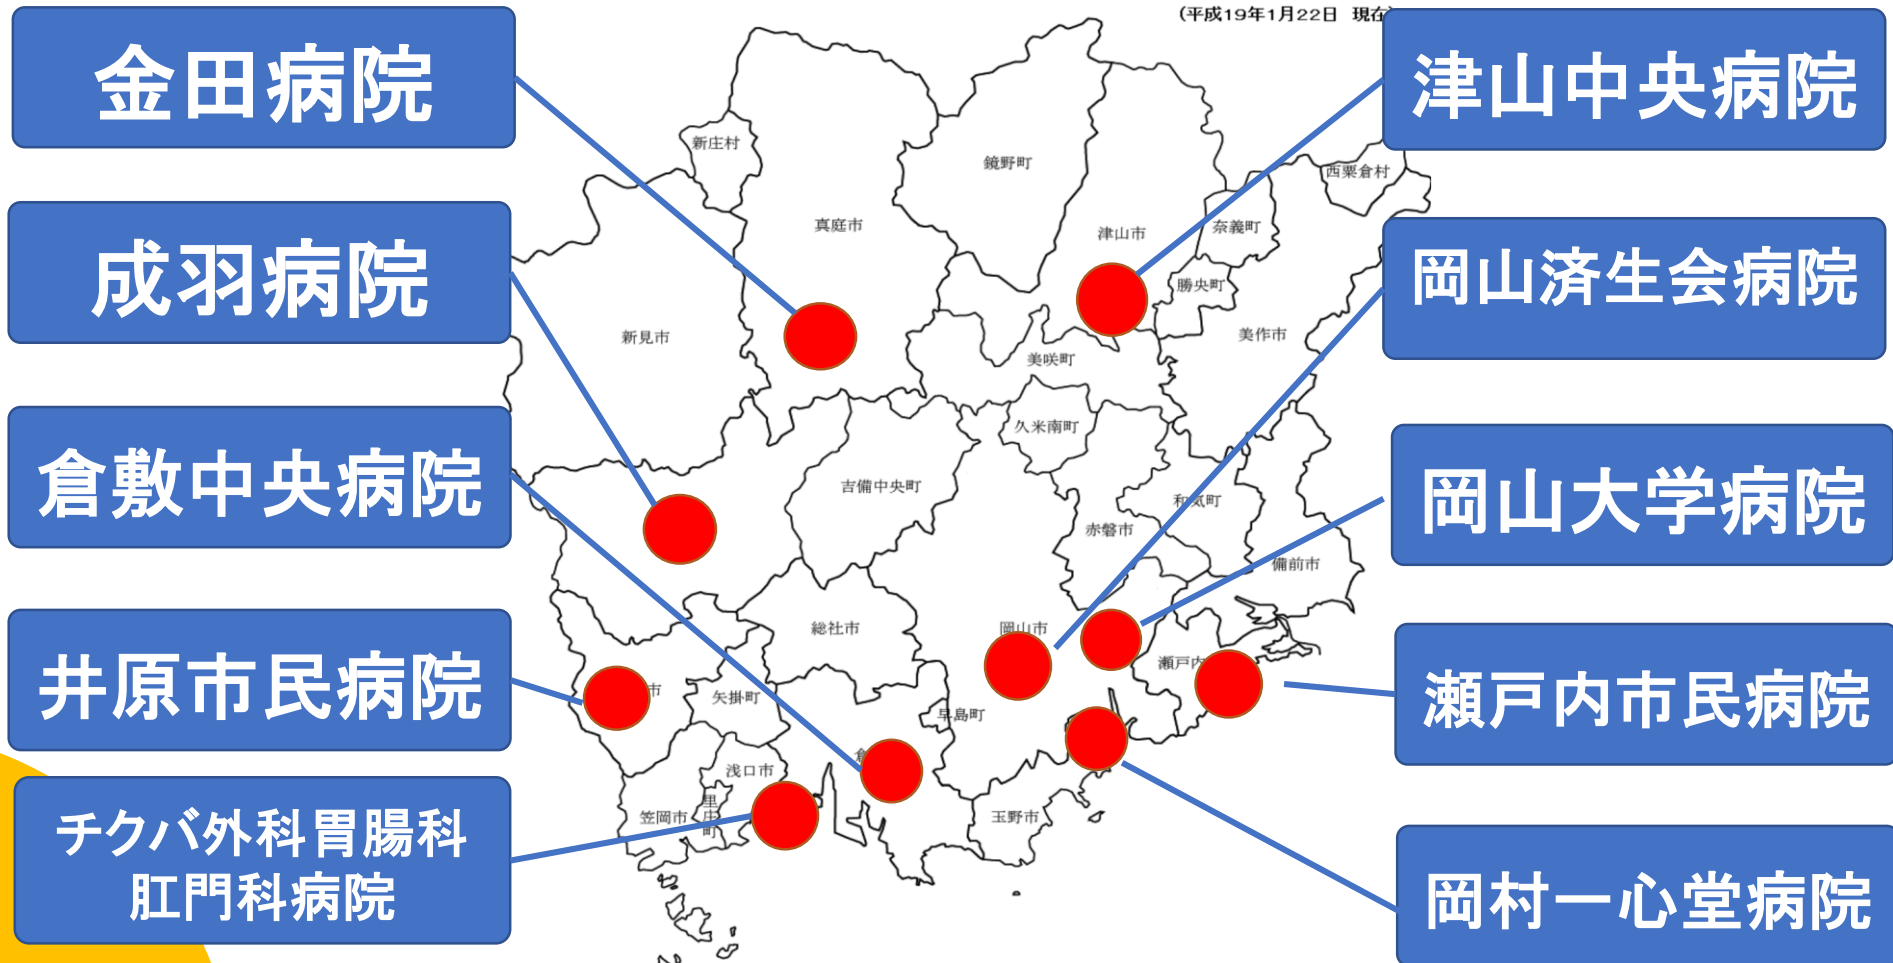 (平成19年1月22日 現在
金田病院
津山中央病院
成羽病院
岡山済生会病院
倉敷中央病院
岡山大学病院
井原市民病院
瀬戸内市民病院
チクバ外科胃腸科
肛門科病院
岡村一心堂病院
新庄村
鏡野町
西粟倉村
真庭市
津山市
奈義町
勝央町
新見市
美作市
美咲町
久米南町
吉備中央町
和気町
赤磐市
備前市
総社市
岡山市
瀬戸内
市
矢掛町
早島町
浅口市
里庄町
笠岡市
玉野市